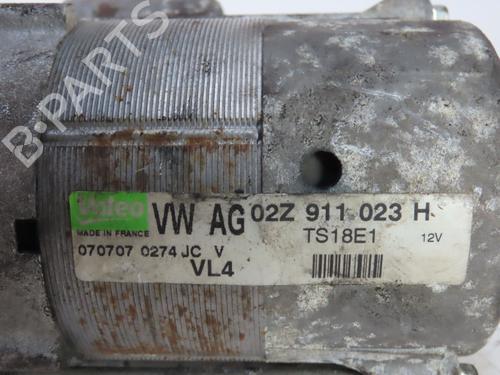 B-PARTS
Valeo
MADE IN FRANCE
VW AG 02Z 911 023 H
TS18E1 12V
070707 0274 JC V
VL4